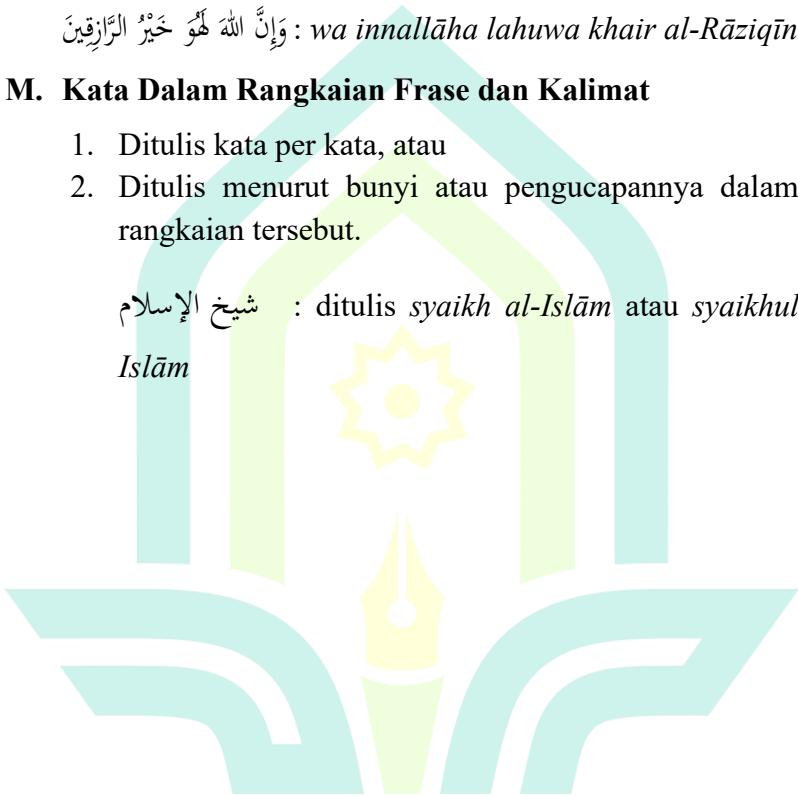 وَإِنَّ اللهَ لَهُوَ خَيْرُ الرَّازِقِينَ : wa innallāha lahuwa khair al-Rāziqīn
M. Kata Dalam Rangkaian Frase dan Kalimat
1. Ditulis kata per kata, atau
2. Ditulis menurut bunyi atau pengucapannya dalam
rangkaian tersebut.
شيخ الإسلام : ditulis syaikh al-Islām atau syaikhul
Islām